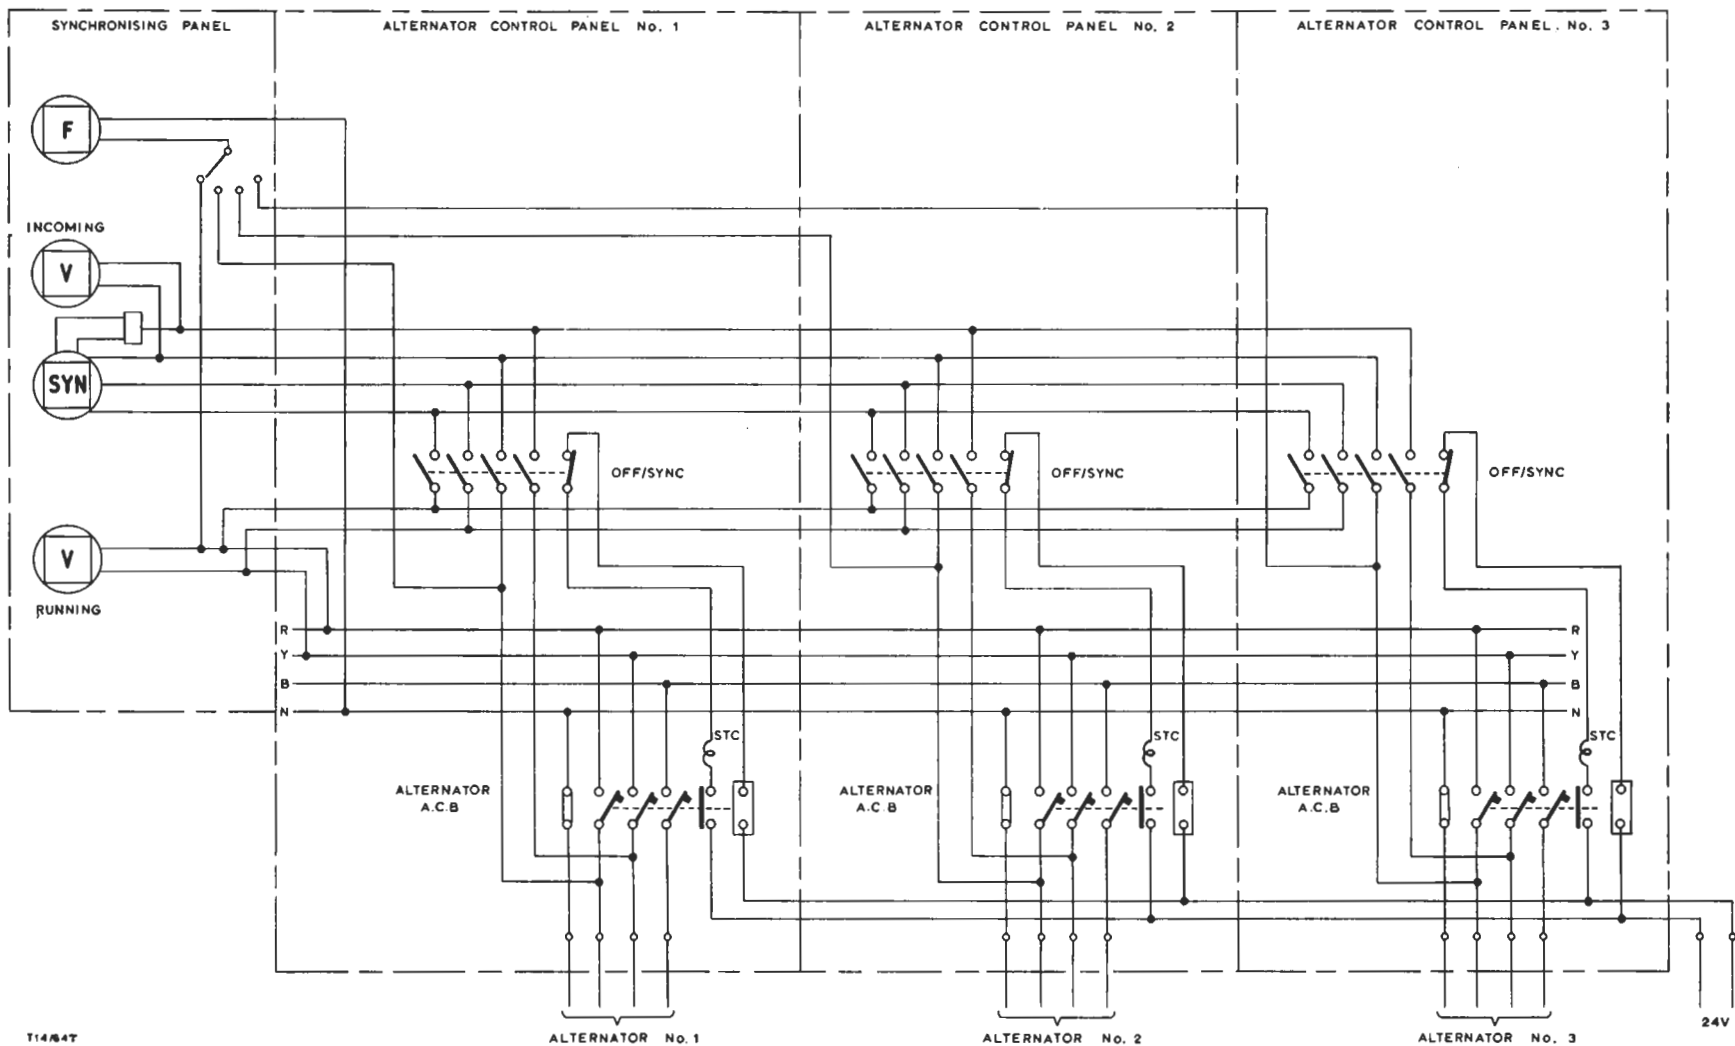 SYNCHRONISING PANEL
ALTERNATOR CONTROL PANEL No. 1
ALTERNATOR CONTROL PANEL No. 2
ALTERNATOR CONTROL PANEL. No. 3
F
INCOMING
V
SYN
OFF/SYNC
OFF/SYNC
OFF/SYNC
V
RUNNING
R
R
Y
Y
B
B
N
N
STC
STC
STC
ALTERNATOR
A.C.B
ALTERNATOR
A.C.B
ALTERNATOR
A.C.B
24V
ALTERNATOR No. 1
ALTERNATOR No. 2
ALTERNATOR No. 3